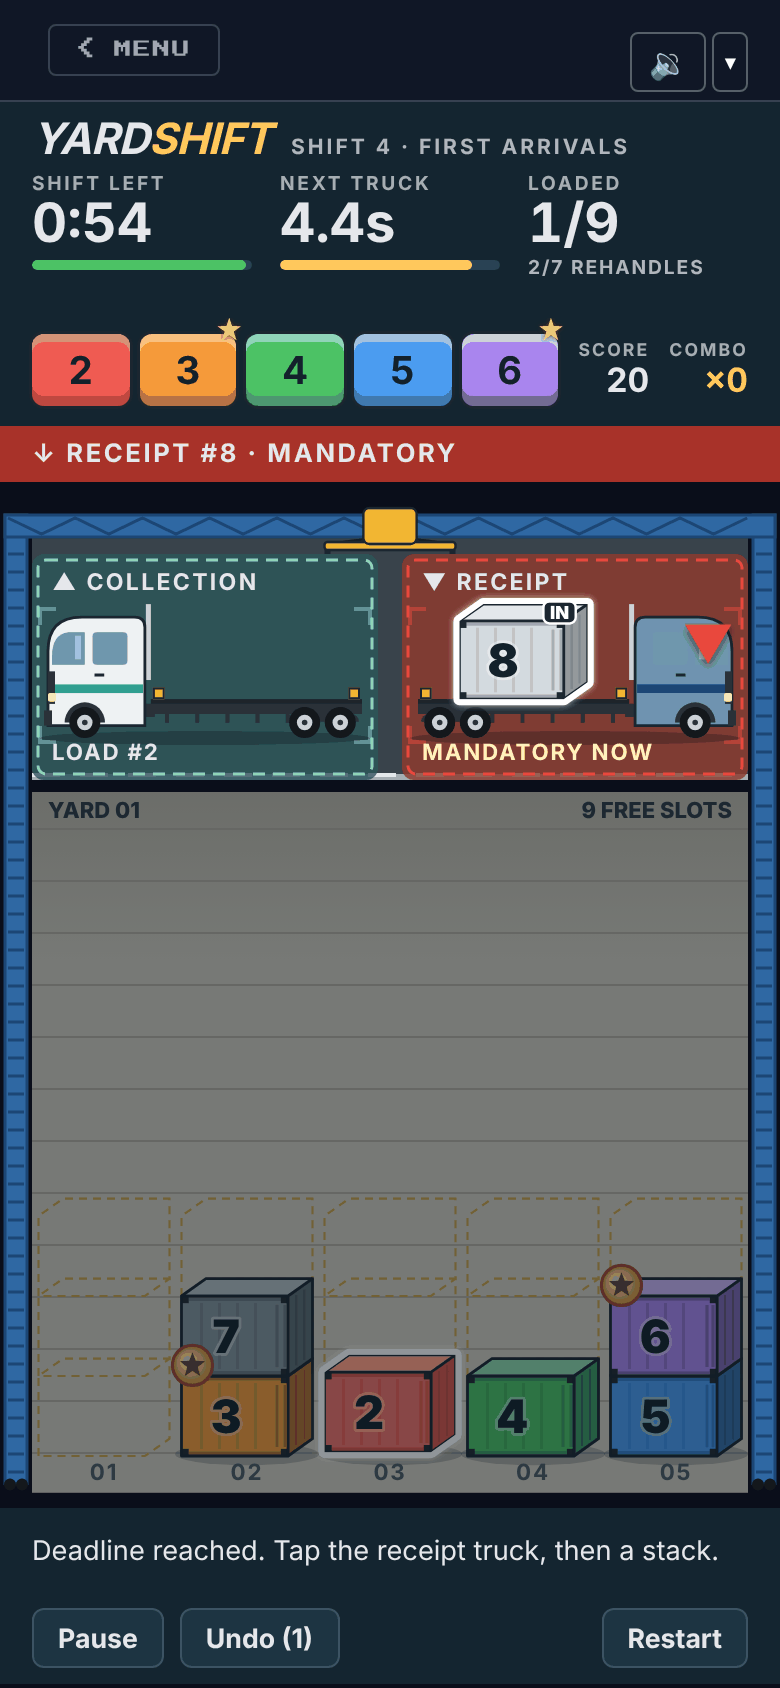 MENU
YARDSHIFT SHIFT 4 · FIRST ARRIVALS
SHIFT LEFT NEXT TRUCK LOADED
0:54 4.4s 1/9
2/7 REHANDLES
2 3 4 5 6
SCORE COMBO
20 ×0
↓ RECEIPT #8 · MANDATORY
▲ COLLECTION ▼ RECEIPT
IN
8
LOAD #2 MANDATORY NOW
YARD 01 9 FREE SLOTS
7 6
3 2 4 5
01 02 03 04 05
Deadline reached. Tap the receipt truck, then a stack.
Pause Undo (1) Restart